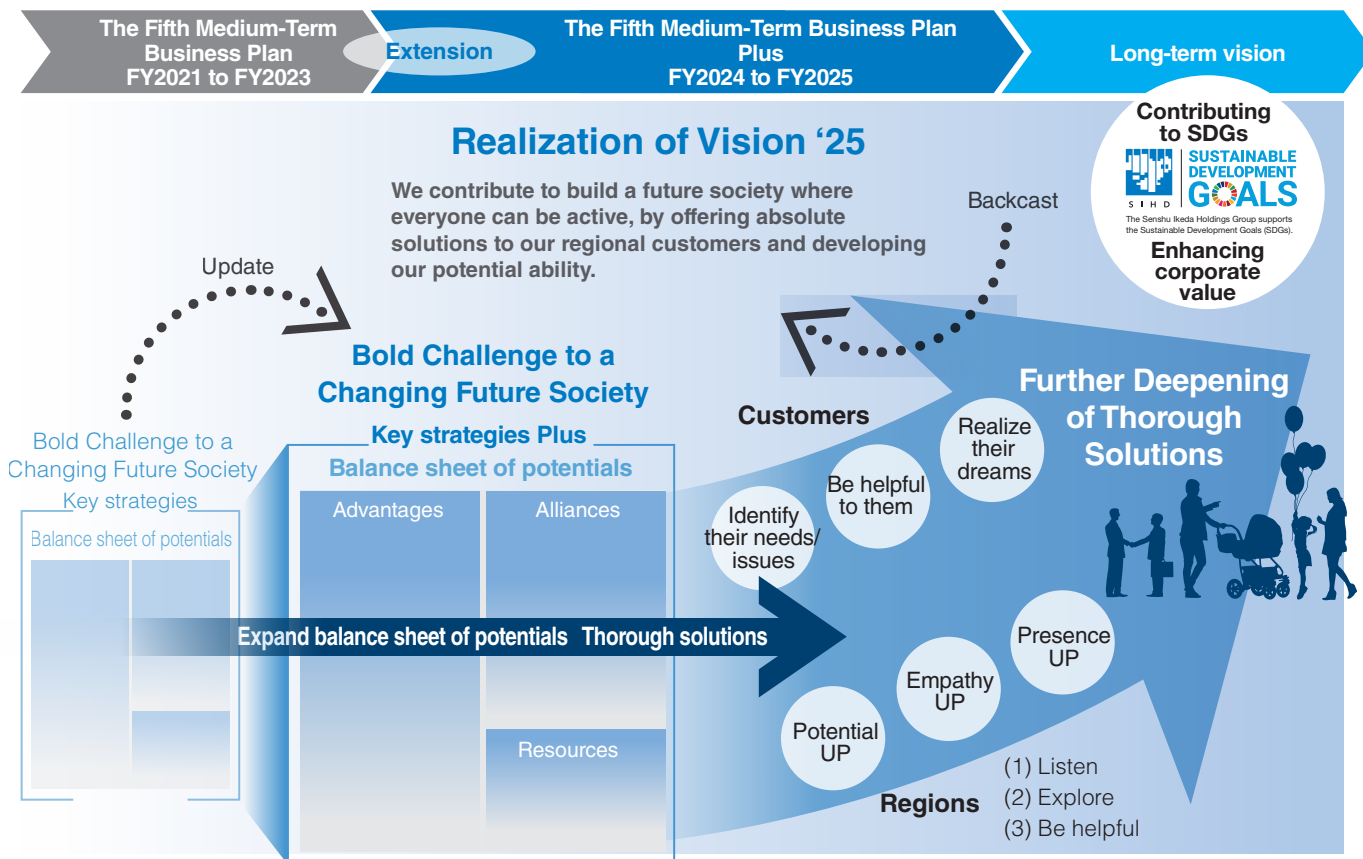 The Fifth Medium-Term
Business Plan
FY2021 to FY2023
Extension
The Fifth Medium-Term Business Plan
Plus
FY2024 to FY2025
Long-term vision
Realization of Vision ‘25
We contribute to build a future society where
everyone can be active, by offering absolute
solutions to our regional customers and developing
our potential ability.
Contributing
to SDGs
SIHD
SUSTAINABLE
DEVELOPMENT
GOALS
The Senshu Ikeda Holdings Group supports
the Sustainable Development Goals (SDGs).
Enhancing
corporate
value
Backcast
Update
Bold Challenge to a
Changing Future Society
Key strategies
Balance sheet of potentials
Bold Challenge to a
Changing Future Society
Key strategies Plus
Balance sheet of potentials
Advantages
Alliances
Resources
Expand balance sheet of potentials Thorough solutions
Customers
Identify
their needs/
issues
Be helpful
to them
Realize
their
dreams
Further Deepening
of Thorough
Solutions
Potential
UP
Empathy
UP
Presence
UP
Regions
(1) Listen
(2) Explore
(3) Be helpful